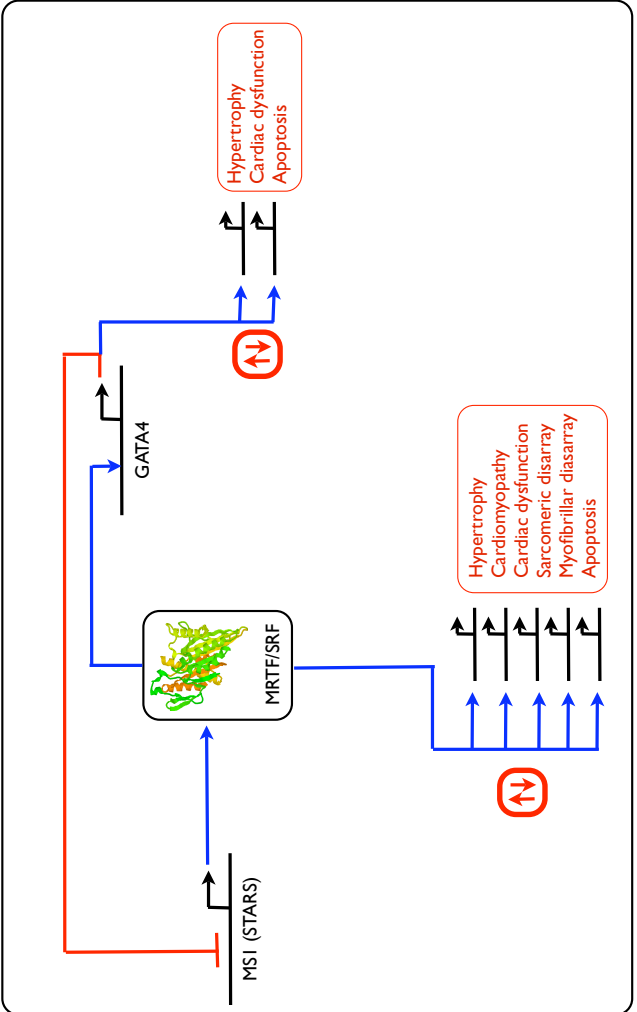 MS1 (STARS)
MRTF/SRF
GATA4
Hypertrophy
Cardiac dysfunction
Apoptosis
Hypertrophy
Cardiomyopathy
Cardiac dysfunction
Sarcomeric disarray
Myofibrillar diasarray
Apoptosis